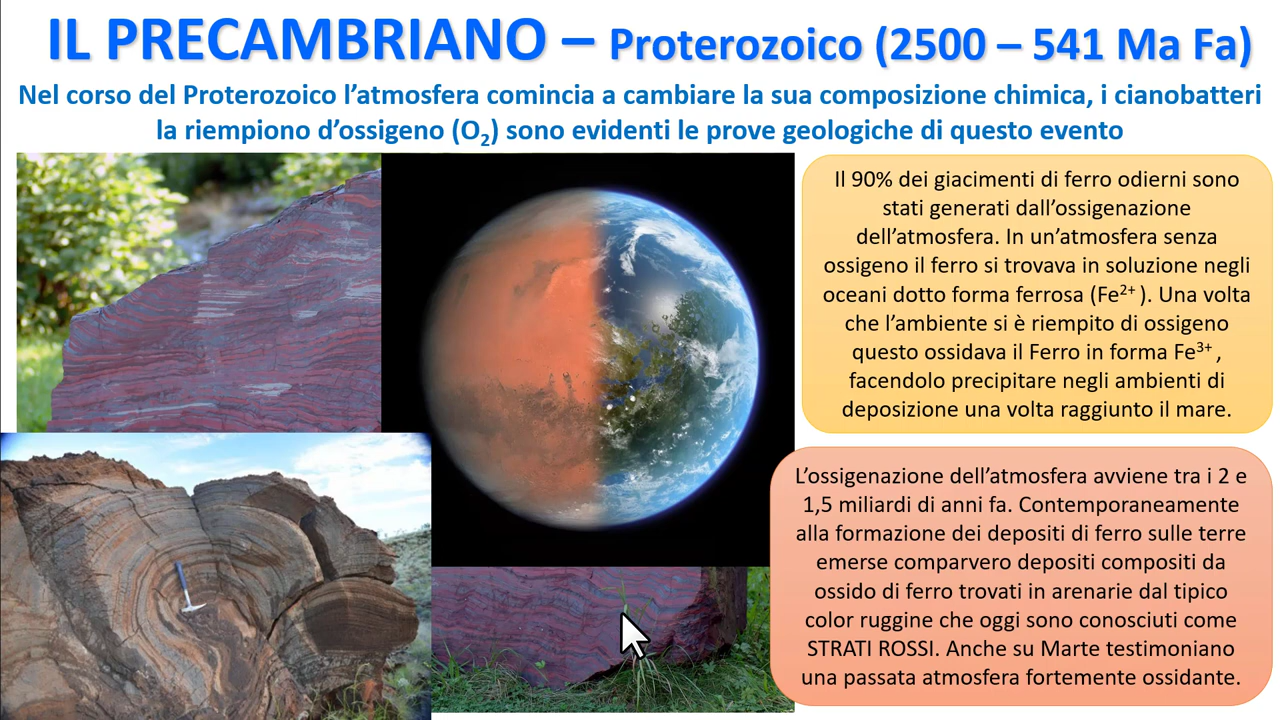 IL PRECAMBRIANO – Proterozoico (2500 – 541 Ma Fa)
Nel corso del Proterozoico l’atmosfera comincia a cambiare la sua composizione chimica, i cianobatteri
la riempiono d’ossigeno (O₂) sono evidenti le prove geologiche di questo evento
Il 90% dei giacimenti di ferro odierni sono
stati generati dall’ossigenazione
dell’atmosfera. In un’atmosfera senza
ossigeno il ferro si trovava in soluzione negli
oceani dotto forma ferrosa (Fe²⁺ ). Una volta
che l’ambiente si è riempito di ossigeno
questo ossidava il Ferro in forma Fe³⁺ ,
facendolo precipitare negli ambienti di
deposizione una volta raggiunto il mare.
L’ossigenazione dell’atmosfera avviene tra i 2 e
1,5 miliardi di anni fa. Contemporaneamente
alla formazione dei depositi di ferro sulle terre
emerse comparvero depositi compositi da
ossido di ferro trovati in arenarie dal tipico
color ruggine che oggi sono conosciuti come
STRATI ROSSI. Anche su Marte testimoniano
una passata atmosfera fortemente ossidante.